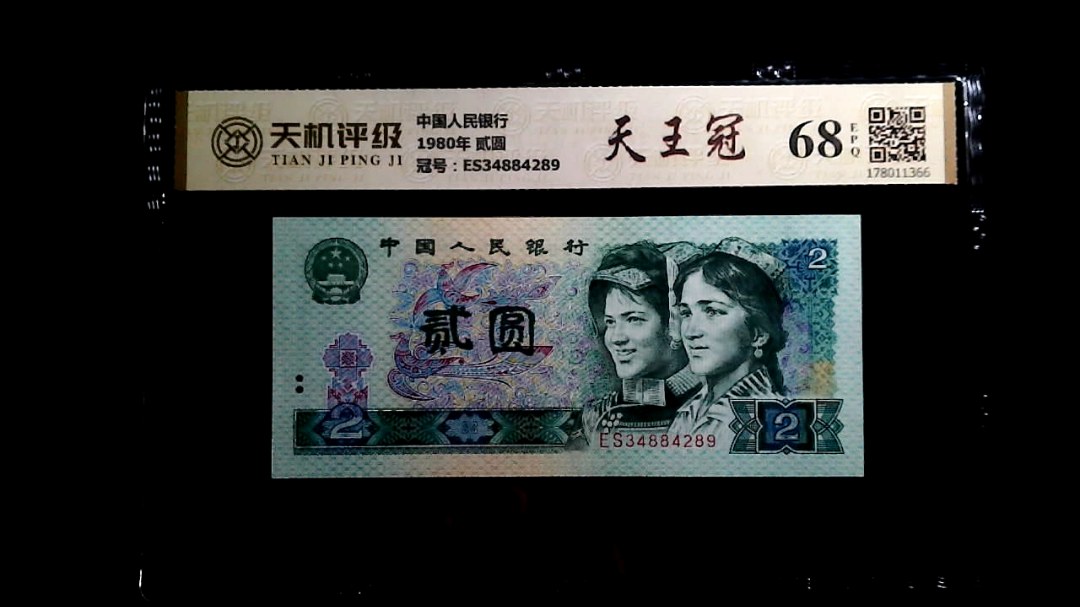 天机评级
TIAN JI PING JI
中国人民银行
1980年 贰圆
冠号：ES34884289
天王冠
68
EPQ
178011366
中国人民银行
2
贰圆
2
ES34884289
2